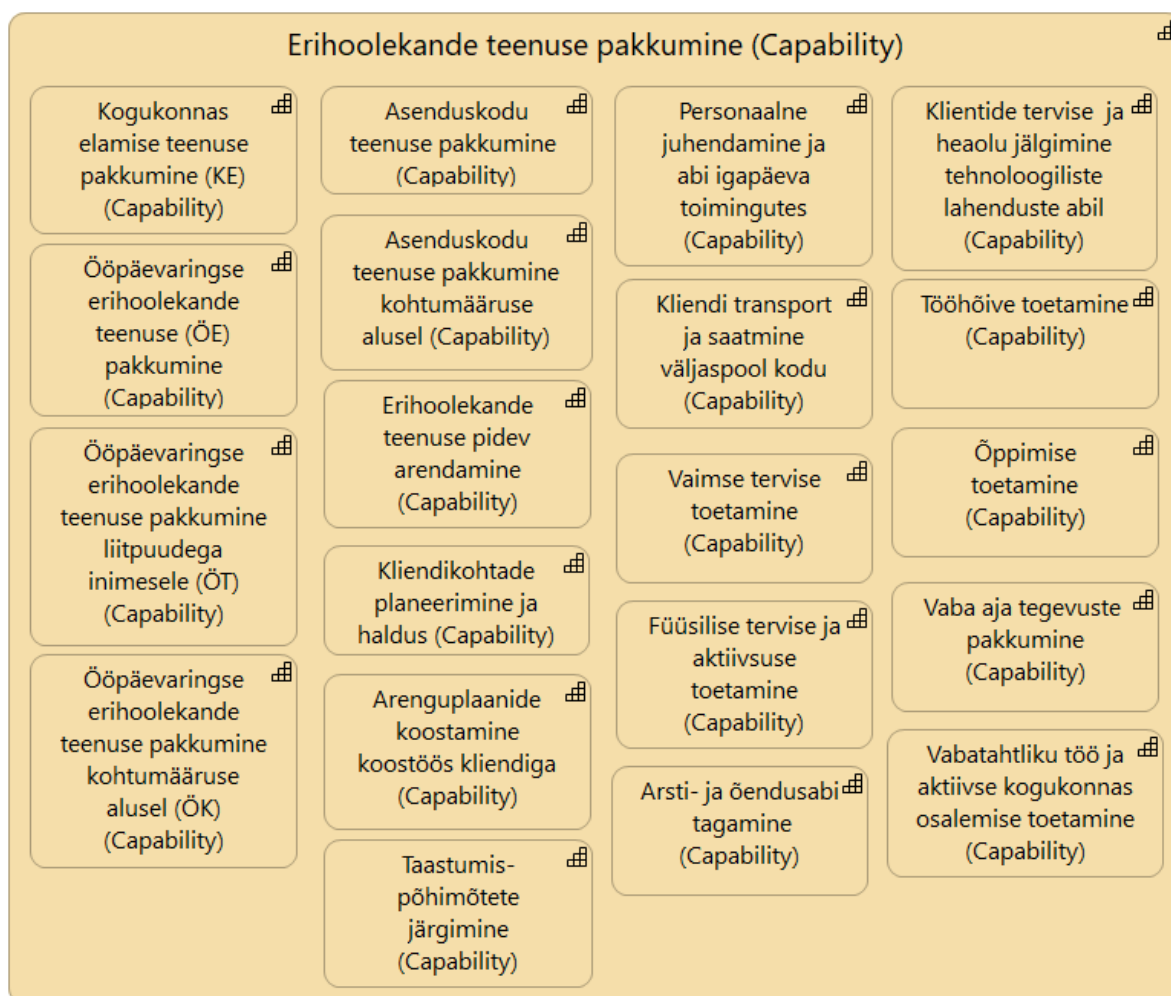 Erihoolekande teenuse pakkumine (Capability)
Kogukonnas
elamise teenuse
pakkumine (KE)
(Capability)
Ööpäevaringse
erihoolekande
teenuse (ÖE)
pakkumine
(Capability)
Ööpäevaringse
erihoolekande
teenuse pakkumine
liitpuudega
inimesele (ÖT)
(Capability)
Ööpäevaringse
erihoolekande
teenuse pakkumine
kohtumääruse
alusel (ÖK)
(Capability)
Asenduskodu
teenuse pakkumine
(Capability)
Asenduskodu
teenuse pakkumine
kohtumääruse
alusel (Capability)
Erihoolekande
teenuse pidev
arendamine
(Capability)
Kliendikohtade
planeerimine ja
haldus (Capability)
Arenguplaanide
koostamine
koostöös kliendiga
(Capability)
Taastumis-
põhimõtete
järgimine
(Capability)
Personaalne
juhendamine ja
abi igapäeva
toimingutes
(Capability)
Kliendi transport
ja saatmine
väljaspool kodu
(Capability)
Vaimse tervise
toetamine
(Capability)
Füüsilise tervise ja
aktiivsuse
toetamine
(Capability)
Arsti- ja õendusabi
tagamine
(Capability)
Klientide tervise ja
heaolu jälgimine
tehnoloogiliste
lahenduste abil
(Capability)
Tööhõive toetamine
(Capability)
Õppimise
toetamine
(Capability)
Vaba aja tegevuste
pakkumine
(Capability)
Vabatahtliku töö ja
aktiivse kogukonnas
osalemise toetamine
(Capability)